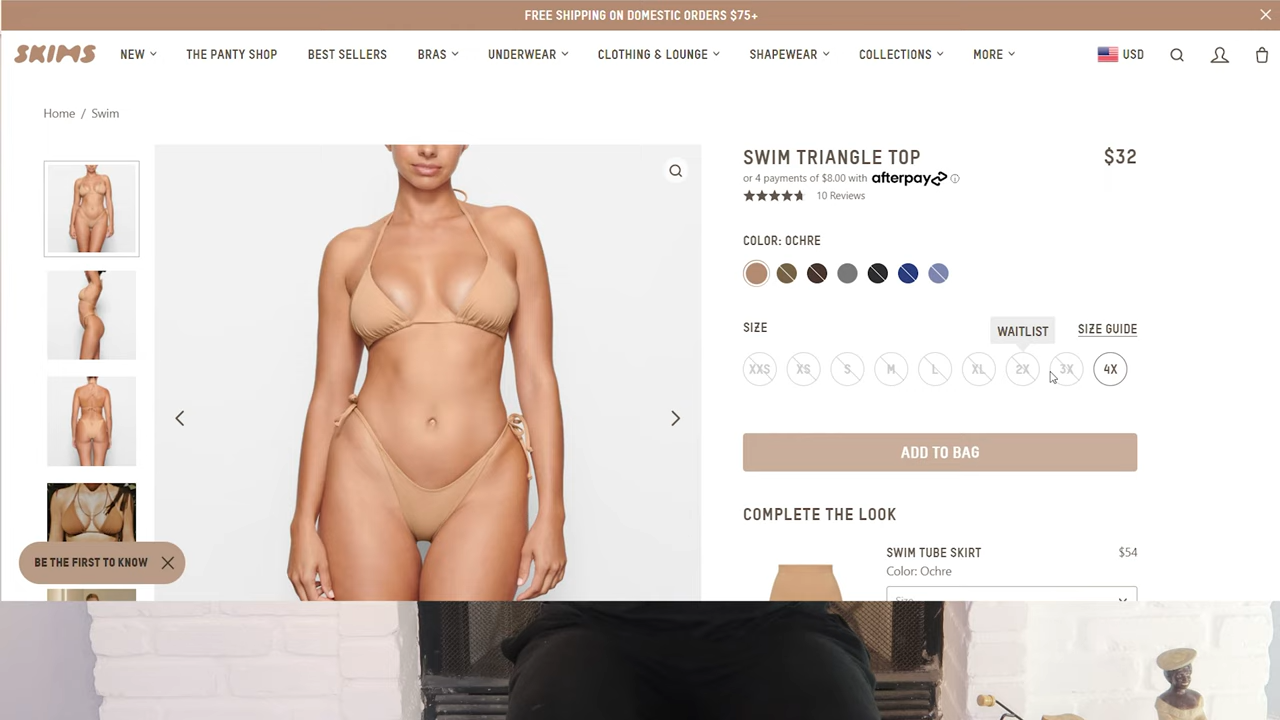 FREE SHIPPING ON DOMESTIC ORDERS $75+
SKIMS
NEW
THE PANTY SHOP
BEST SELLERS
BRAS
UNDERWEAR
CLOTHING & LOUNGE
SHAPEWEAR
COLLECTIONS
MORE
USD
Home / Swim
SWIM TRIANGLE TOP
$32
or 4 payments of $8.00 with afterpay
10 Reviews
COLOR: OCHRE
SIZE
WAITLIST
SIZE GUIDE
XXS
XS
S
M
L
XL
2X
3X
4X
ADD TO BAG
COMPLETE THE LOOK
BE THE FIRST TO KNOW
SWIM TUBE SKIRT
$54
Color: Ochre
Size